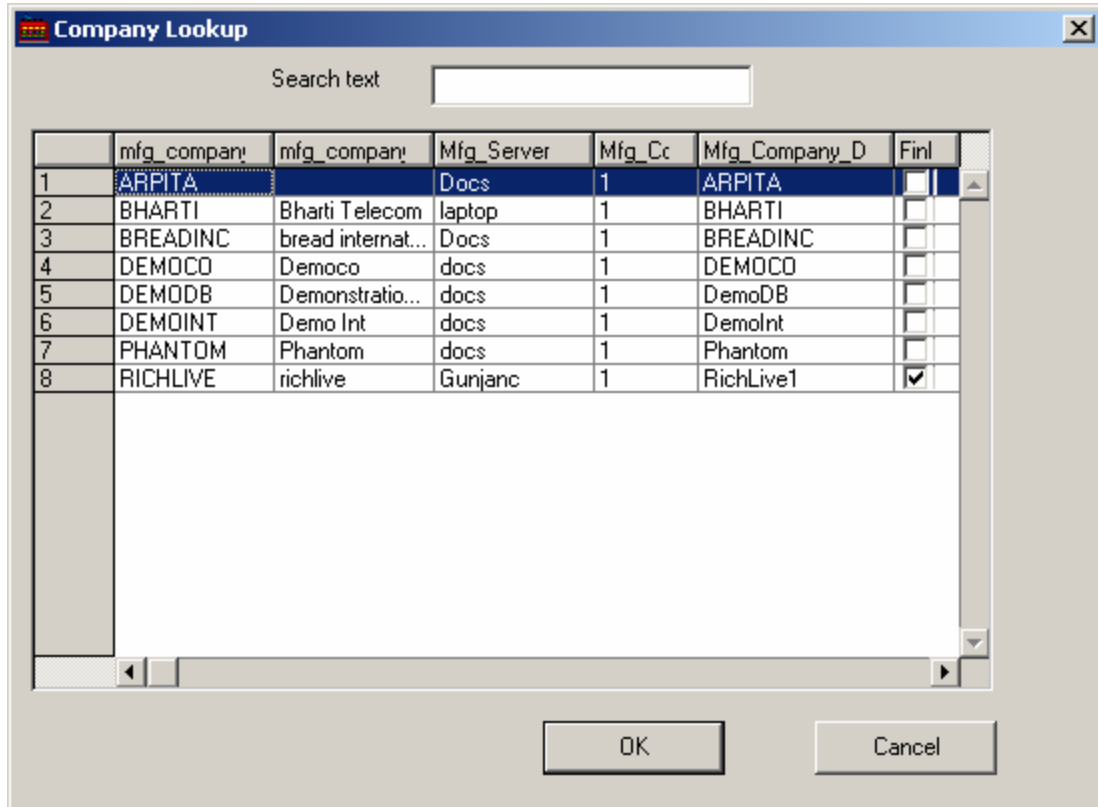 Company Lookup
Search text
mfg_company mfg_company Mfg_Server Mfg_Cc Mfg_Company_D Finl
1 ARPITA Docs 1 ARPITA
2 BHARTI Bharti Telecom laptop 1 BHARTI
3 BREADINC bread internat... Docs 1 BREADINC
4 DEMOCO Democo docs 1 DEMOCO
5 DEMODB Demonstratio... docs 1 DemoDB
6 DEMOINT Demo Int docs 1 DemoInt
7 PHANTOM Phantom docs 1 Phantom
8 RICHLIVE richlive Gunjanc 1 RichLive1
OK Cancel